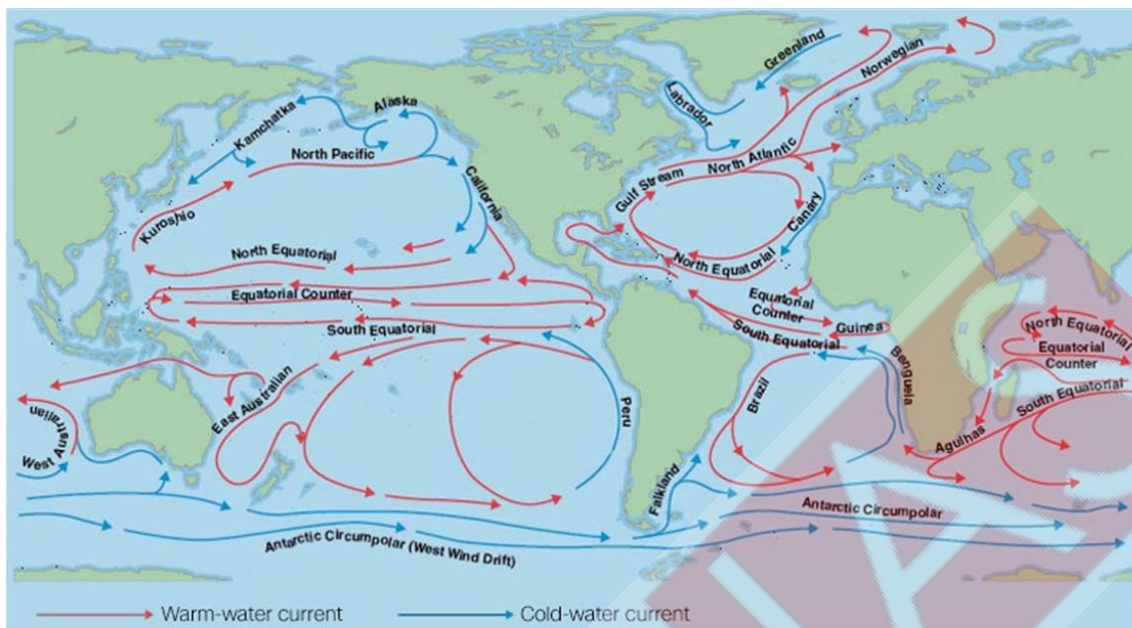 Greenland
Norwegian
Labrador
Alaska
Kamchatka
North Pacific
North Atlantic
California
Gulf Stream
Kuroshio
Canary
North Equatorial
North Equatorial
Equatorial Counter
Equatorial
Counter
Guinea
South Equatorial
South Equatorial
North Equatorial
Equatorial
Counter
South Equatorial
Benguela
East Australian
West Australian
Peru
Brazil
Agulhas
Falkland
Antarctic Circumpolar
Antarctic Circumpolar (West Wind Drift)
Warm-water current
Cold-water current